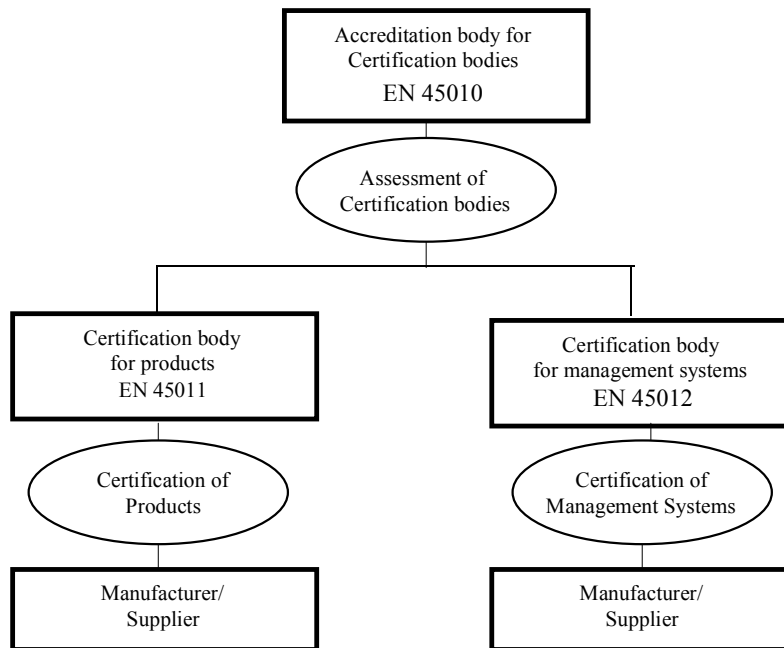 Accreditation body for
Certification bodies
EN 45010
Assessment of
Certification bodies
Certification body
for products
EN 45011
Certification body
for management systems
EN 45012
Certification of
Products
Certification of
Management Systems
Manufacturer/
Supplier
Manufacturer/
Supplier